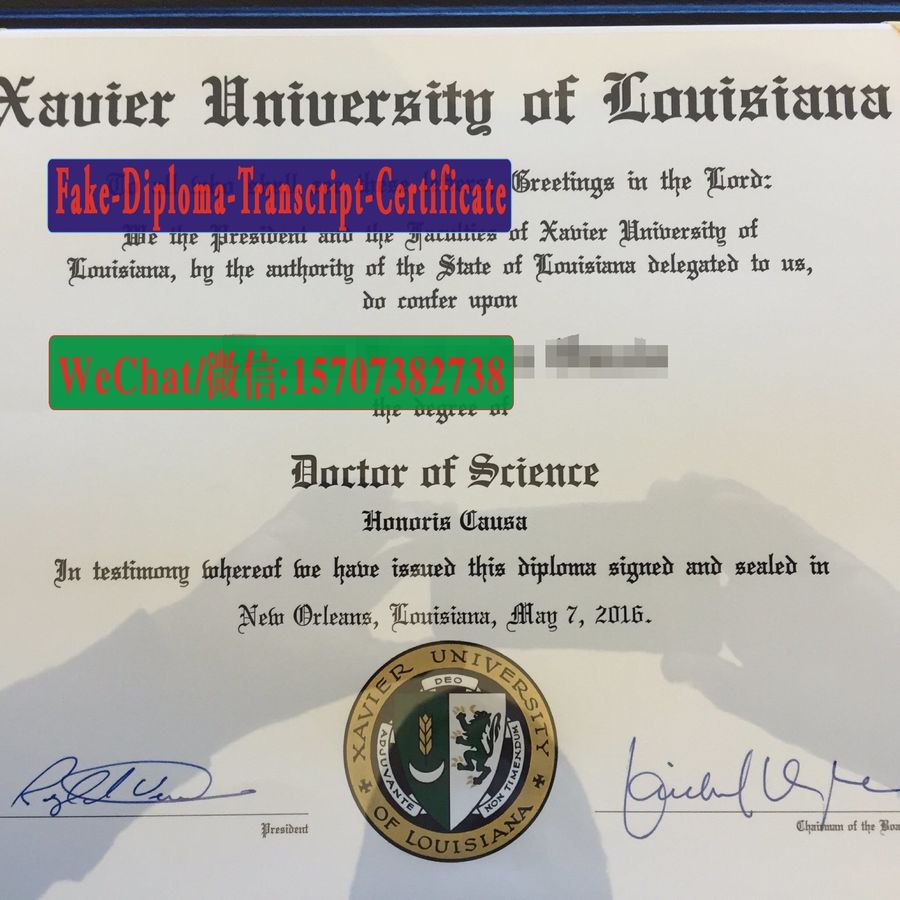 Xavier University of Louisiana
Fake-Diploma-Transcript-Certificate
Greetings in the Lord:
We the President and the Faculties of Xavier University of
Louisiana, by the authority of the State of Louisiana delegated to us,
do confer upon
WeChat/微信:15707382738
the degree of
Doctor of Science
Honoris Causa
In testimony whereof we have issued this diploma signed and sealed in
New Orleans, Louisiana, May 7, 2016.
XAVIER UNIVERSITY
DEO
ADJUVANTE
NON TIMENDUM
OF LOUISIANA
President
Chairman of the